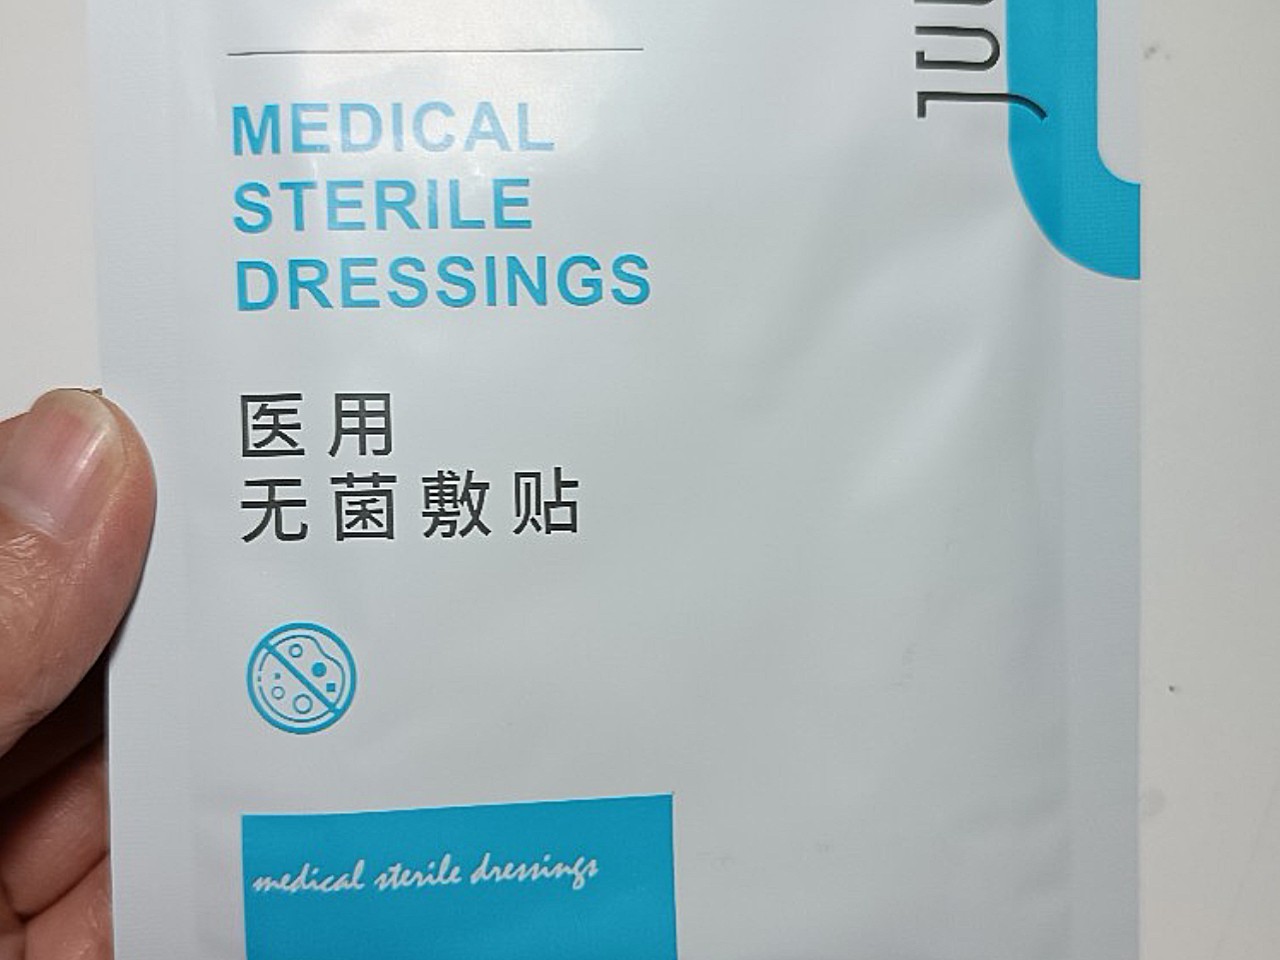 MEDICAL
STERILE
DRESSINGS
医用
无菌敷贴
medical sterile dressings